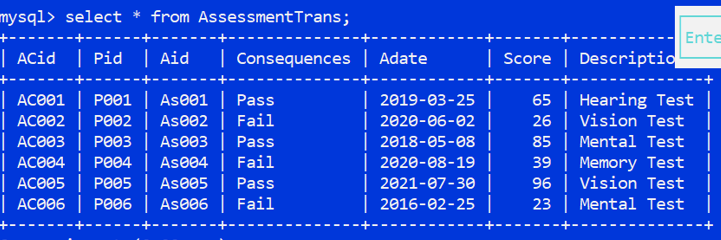 mysql> select * from AssessmentTrans;
+-------+------+-------+--------------+------------+-------+--------------+
| ACid | Pid | Aid | Consequences | Adate | Score | Descriptio
Ente
+-------+------+-------+--------------+------------+-------+--------------+
| AC001 | P001 | As001 | Pass | 2019-03-25 | 65 | Hearing Test |
| AC002 | P002 | As002 | Fail | 2020-06-02 | 26 | Vision Test |
| AC003 | P003 | As003 | Pass | 2018-05-08 | 85 | Mental Test |
| AC004 | P004 | As004 | Fail | 2020-08-19 | 39 | Memory Test |
| AC005 | P005 | As005 | Pass | 2021-07-30 | 96 | Vision Test |
| AC006 | P006 | As006 | Fail | 2016-02-25 | 23 | Mental Test |
+-------+------+-------+--------------+------------+-------+--------------+